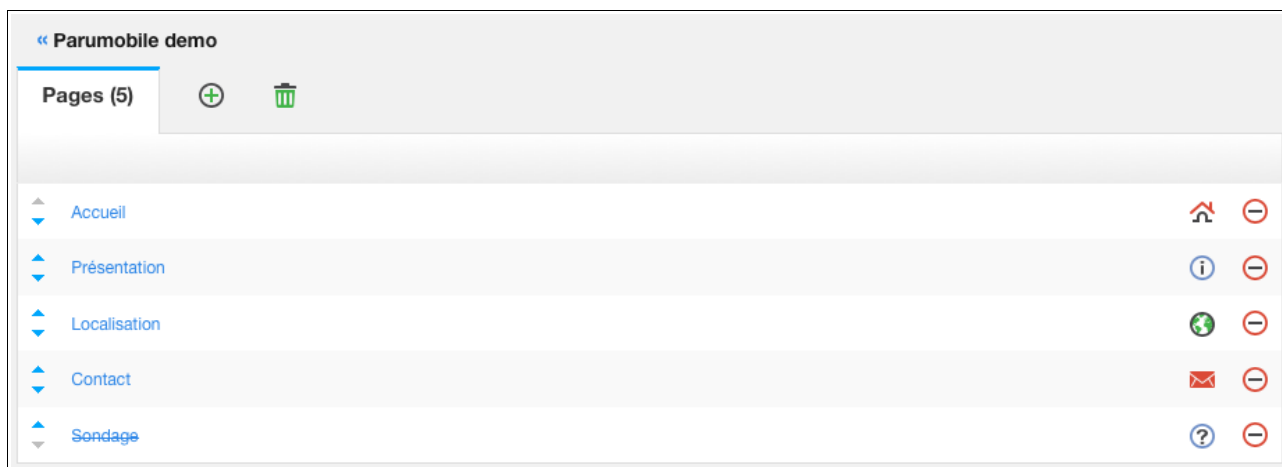 « Parumobile demo
Pages (5)
Accueil
Présentation
Localisation
Contact
Sondage